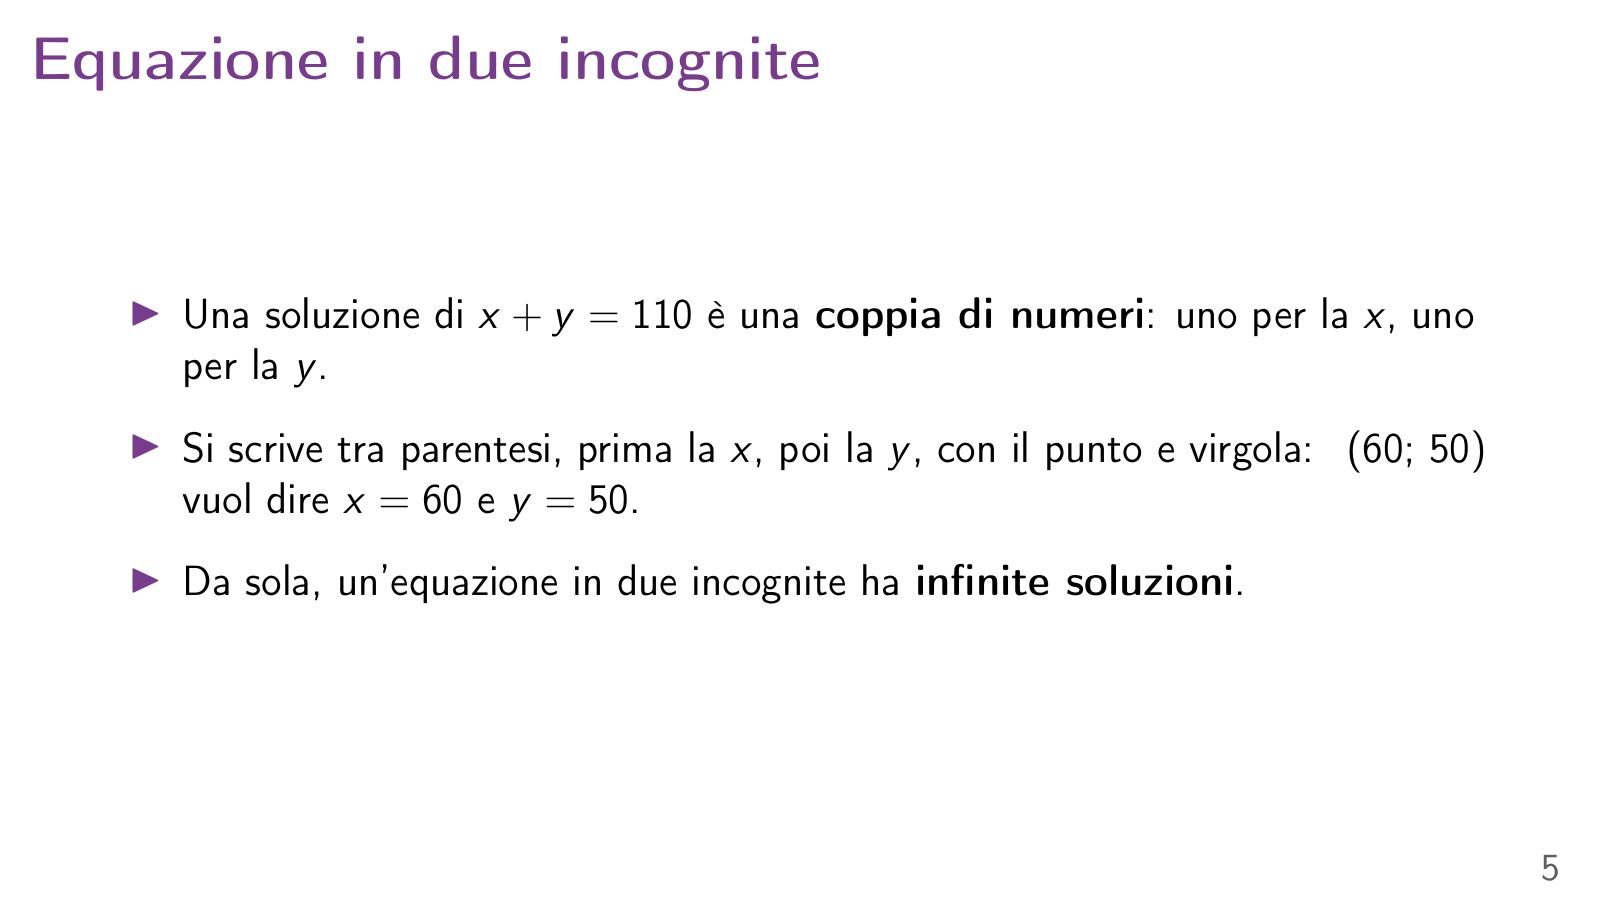 Equazione in due incognite
Una soluzione di x + y = 110 è una coppia di numeri: uno per la x, uno
per la y.
Si scrive tra parentesi, prima la x, poi la y, con il punto e virgola: (60; 50)
vuol dire x = 60 e y = 50.
Da sola, un'equazione in due incognite ha infinite soluzioni.
5